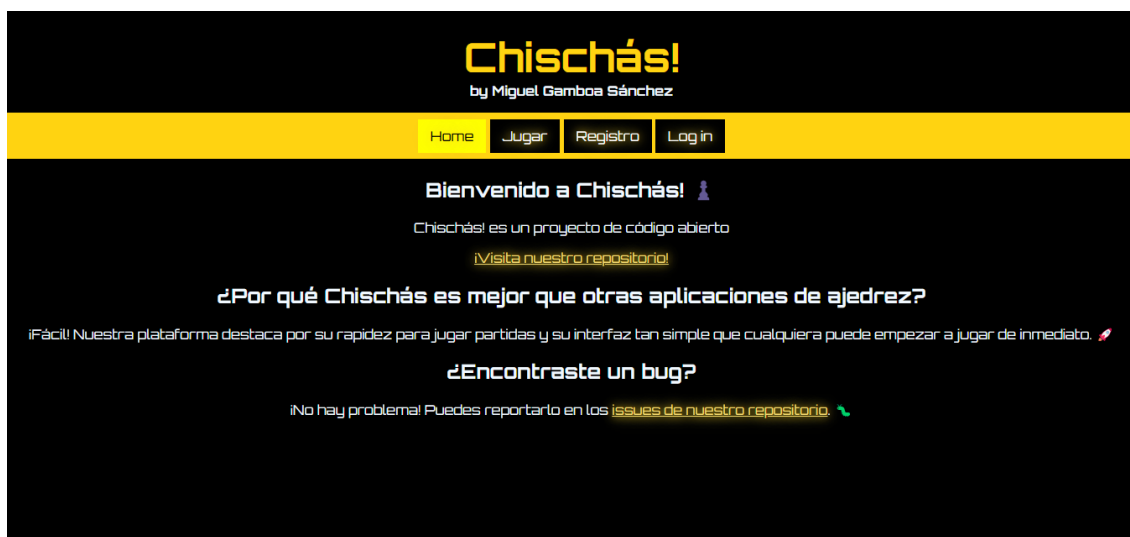 Chischás!
by Miguel Gamboa Sánchez
Home Jugar Registro Log in
Bienvenido a Chischás! ♟
Chischás! es un proyecto de código abierto
¡Visita nuestro repositorio!
¿Por qué Chischás es mejor que otras aplicaciones de ajedrez?
¡Fácil! Nuestra plataforma destaca por su rapidez para jugar partidas y su interfaz tan simple que cualquiera puede empezar a jugar de inmediato. 🚀
¿Encontraste un bug?
¡No hay problema! Puedes reportarlo en los issues de nuestro repositorio. 🐛